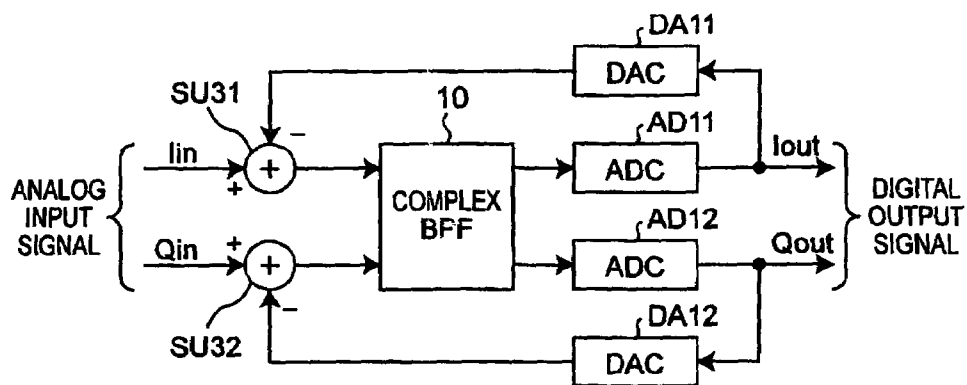 DA11
DAC
SU31
10
AD11
Iin
Iout
ADC
ANALOG
INPUT
SIGNAL
COMPLEX
BFF
DIGITAL
OUTPUT
SIGNAL
AD12
Qin
Qout
ADC
SU32
DA12
DAC